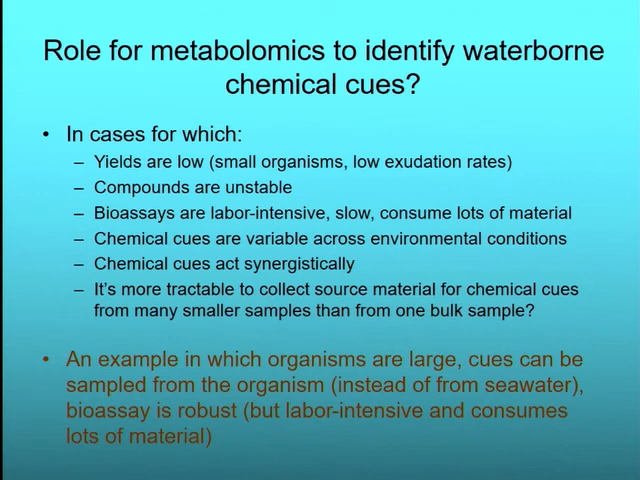 Role for metabolomics to identify waterborne
chemical cues?
• In cases for which:
– Yields are low (small organisms, low exudation rates)
– Compounds are unstable
– Bioassays are labor-intensive, slow, consume lots of material
– Chemical cues are variable across environmental conditions
– Chemical cues act synergistically
– It's more tractable to collect source material for chemical cues
from many smaller samples than from one bulk sample?
• An example in which organisms are large, cues can be
sampled from the organism (instead of from seawater),
bioassay is robust (but labor-intensive and consumes
lots of material)